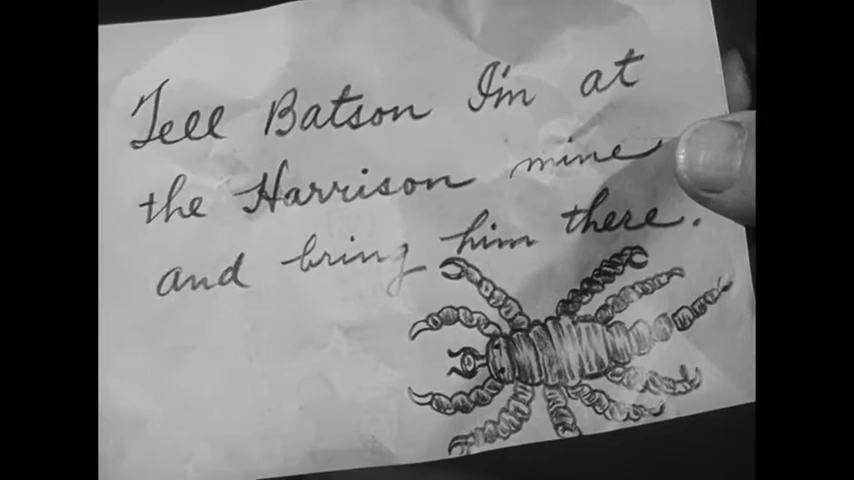 Tell Batson I'm at
the Harrison mine
and bring him there.